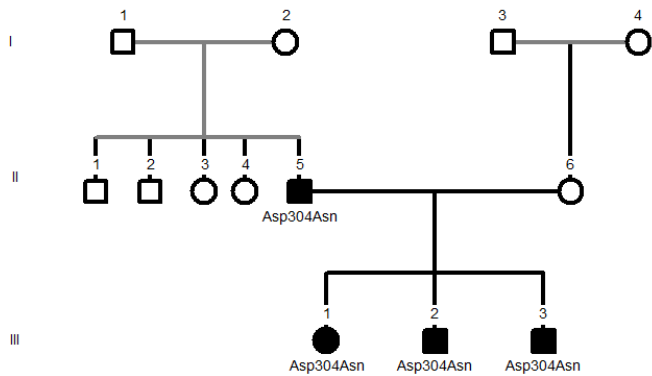 1 2 3 4
I
1 2 3 4 5 6
II
Asp304Asn
1 2 3
III
Asp304Asn Asp304Asn Asp304Asn